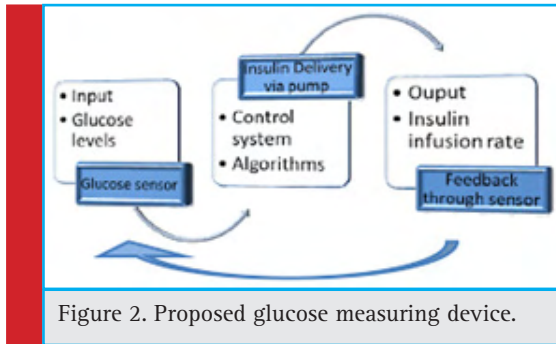 • Input
• Glucose
levels
Glucose sensor
Insulin Delivery
via pump
• Control
system
• Algorithms
• Ouput
• Insulin
infusion rate
Feedback
through sensor
Figure 2. Proposed glucose measuring device.